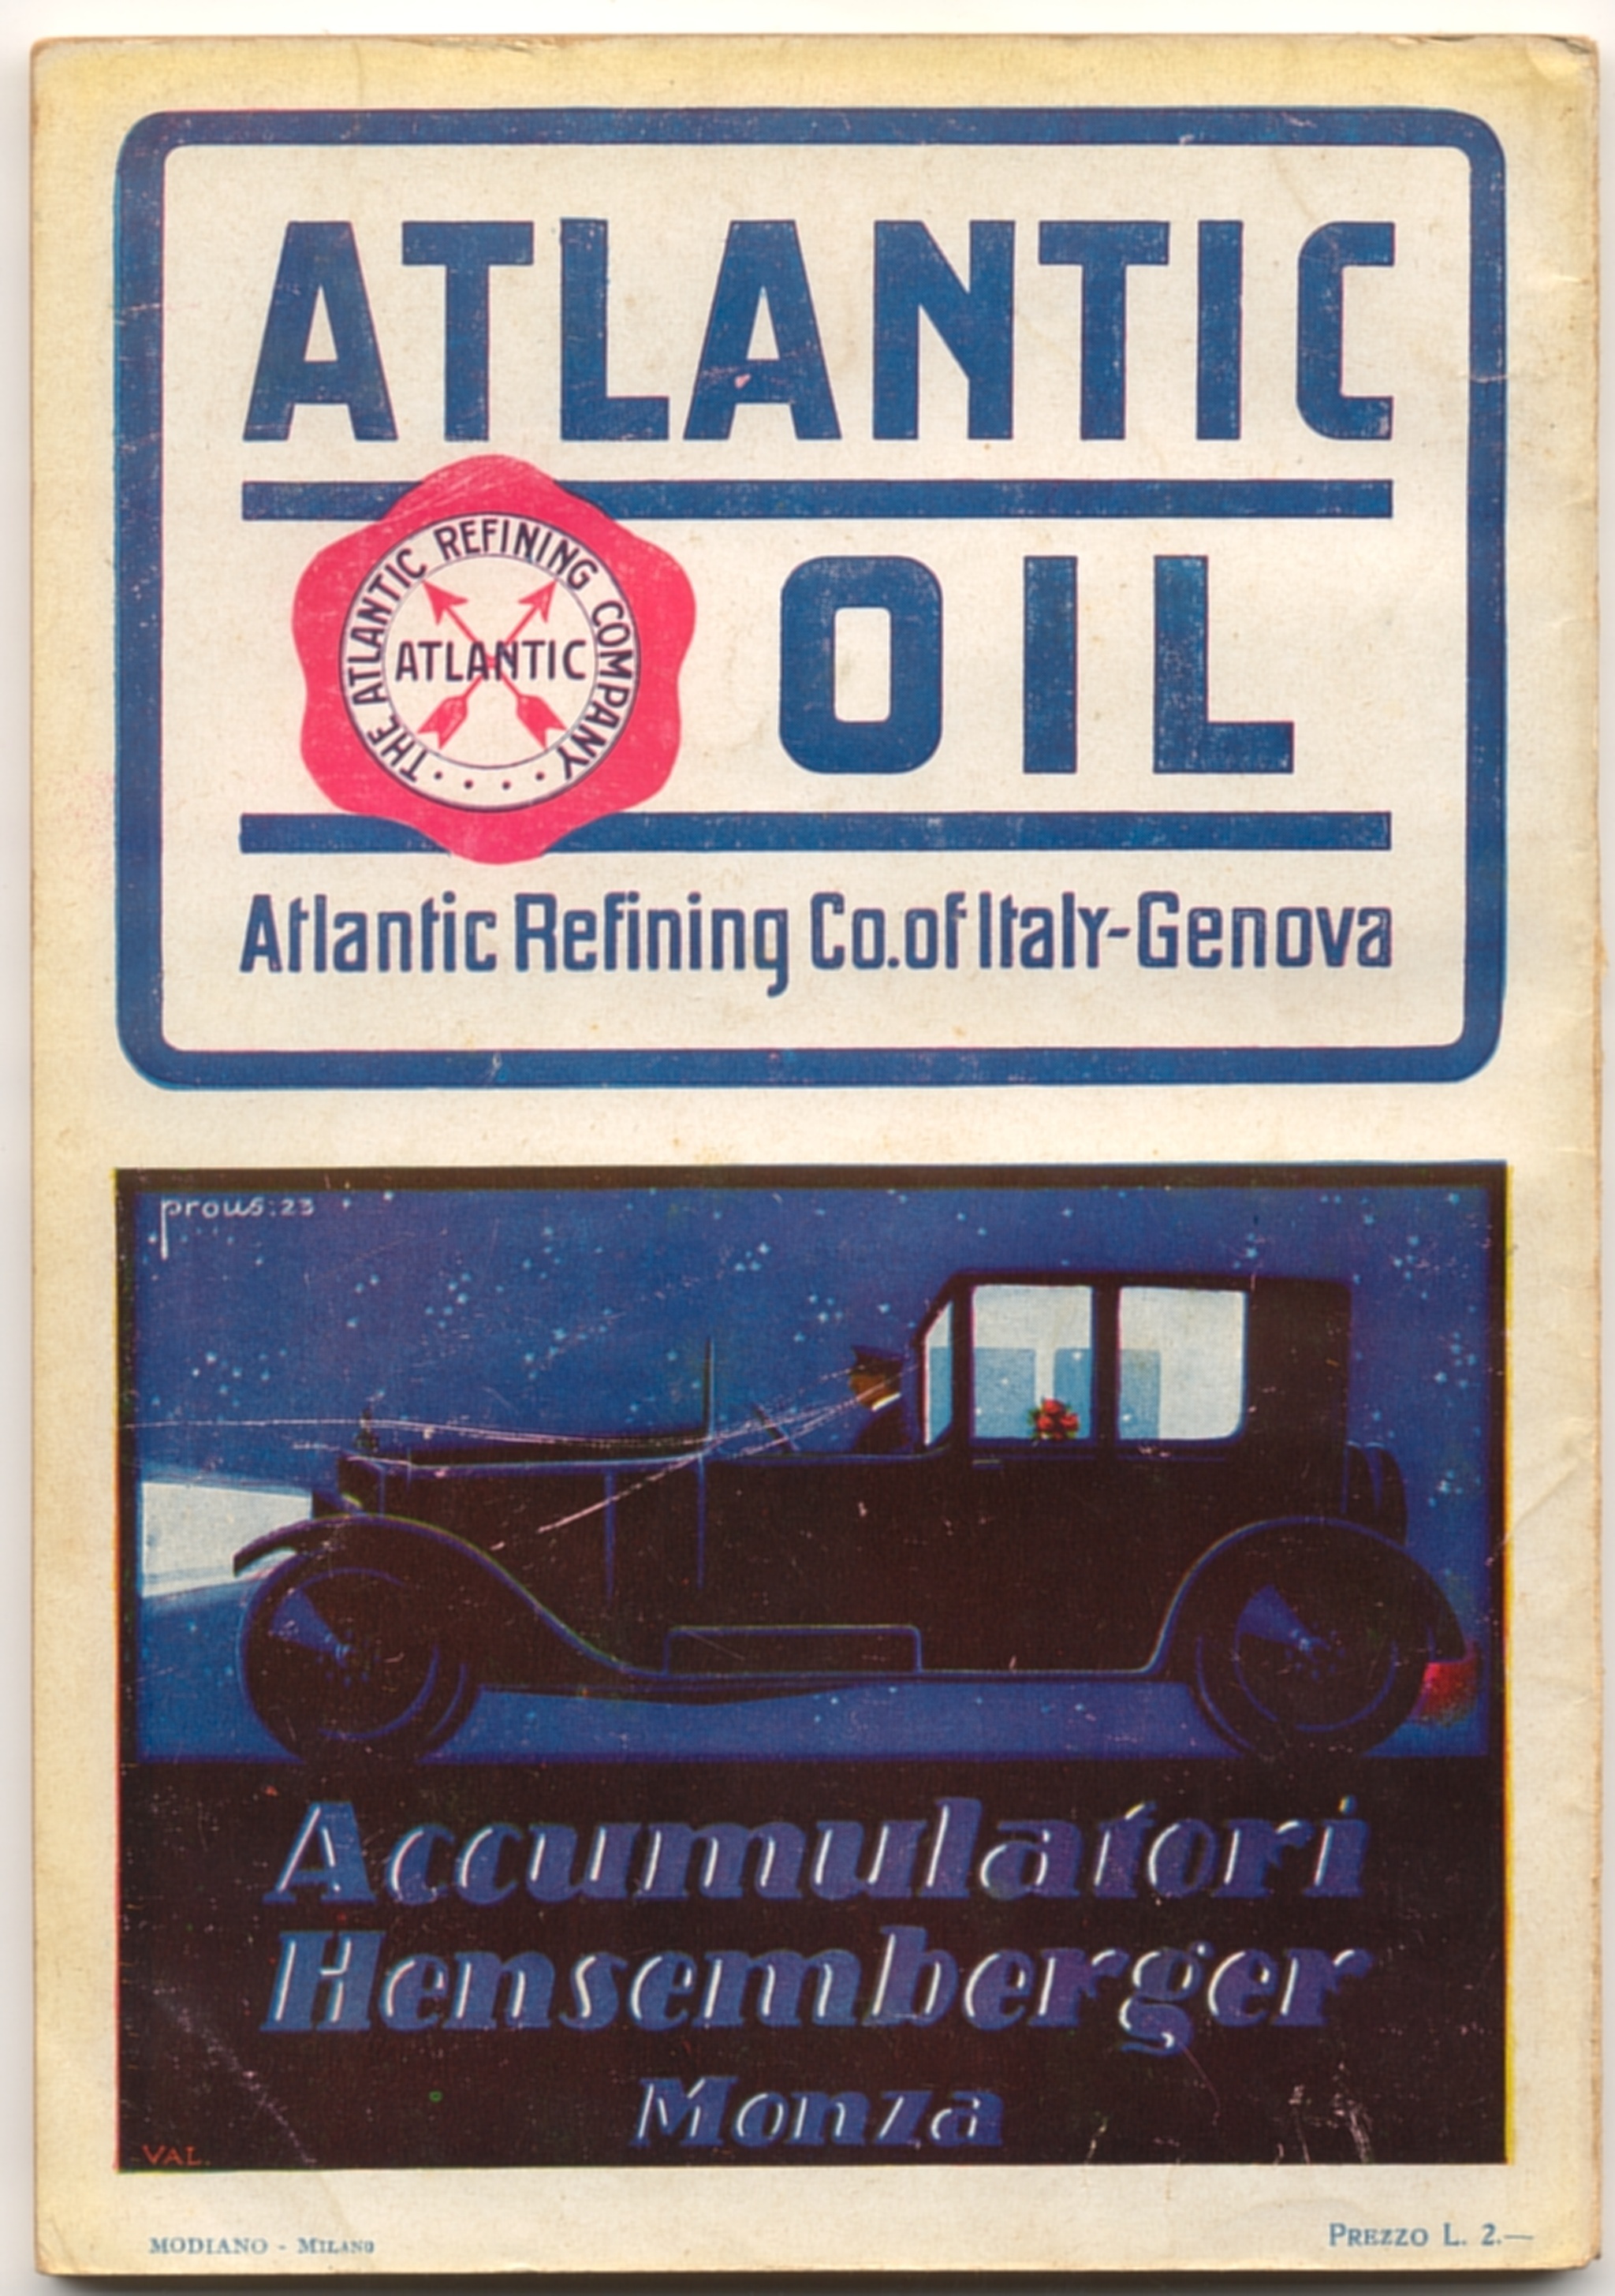 ATLANTIC
THE ATLANTIC REFINING COMPANY
ATLANTIC
OIL
Atlantic Refining Co. of Italy-Genova
prous:23
Accumulatori
Hensemberger
Monza
VAL.
MODIANO - MILANO
PREZZO L. 2.—